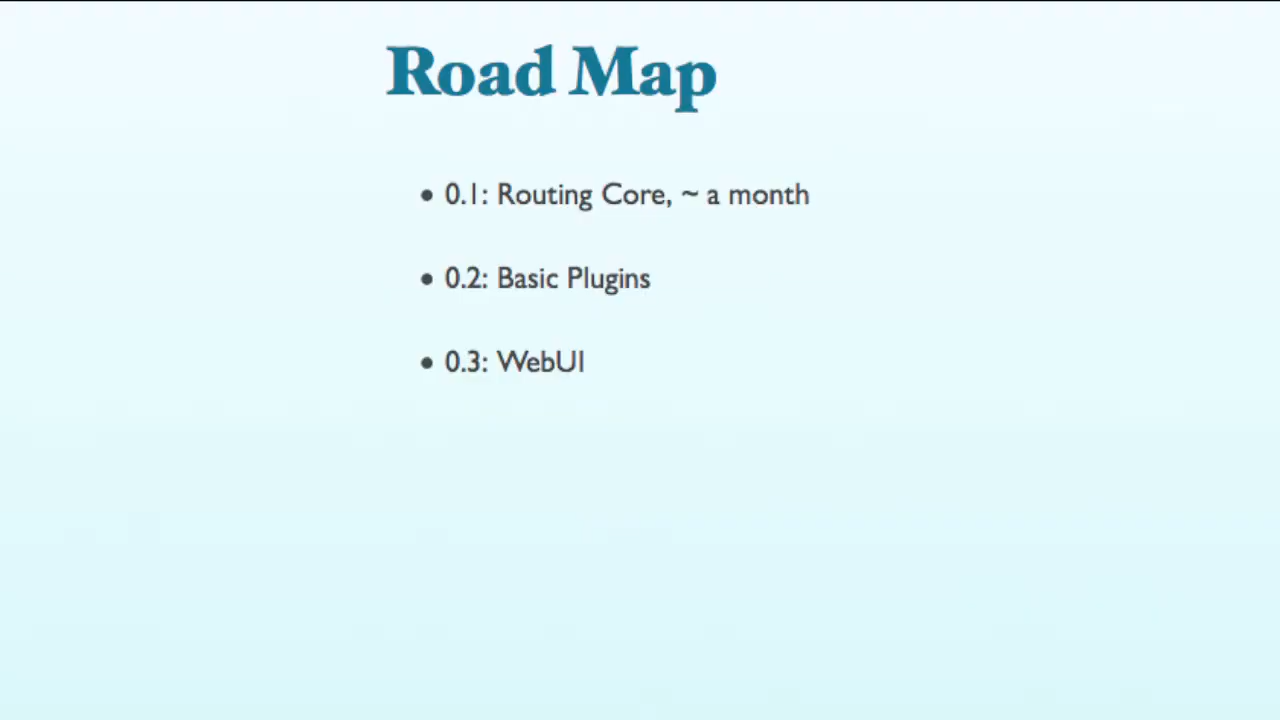 Road Map
• 0.1: Routing Core, ~ a month
• 0.2: Basic Plugins
• 0.3: WebUI